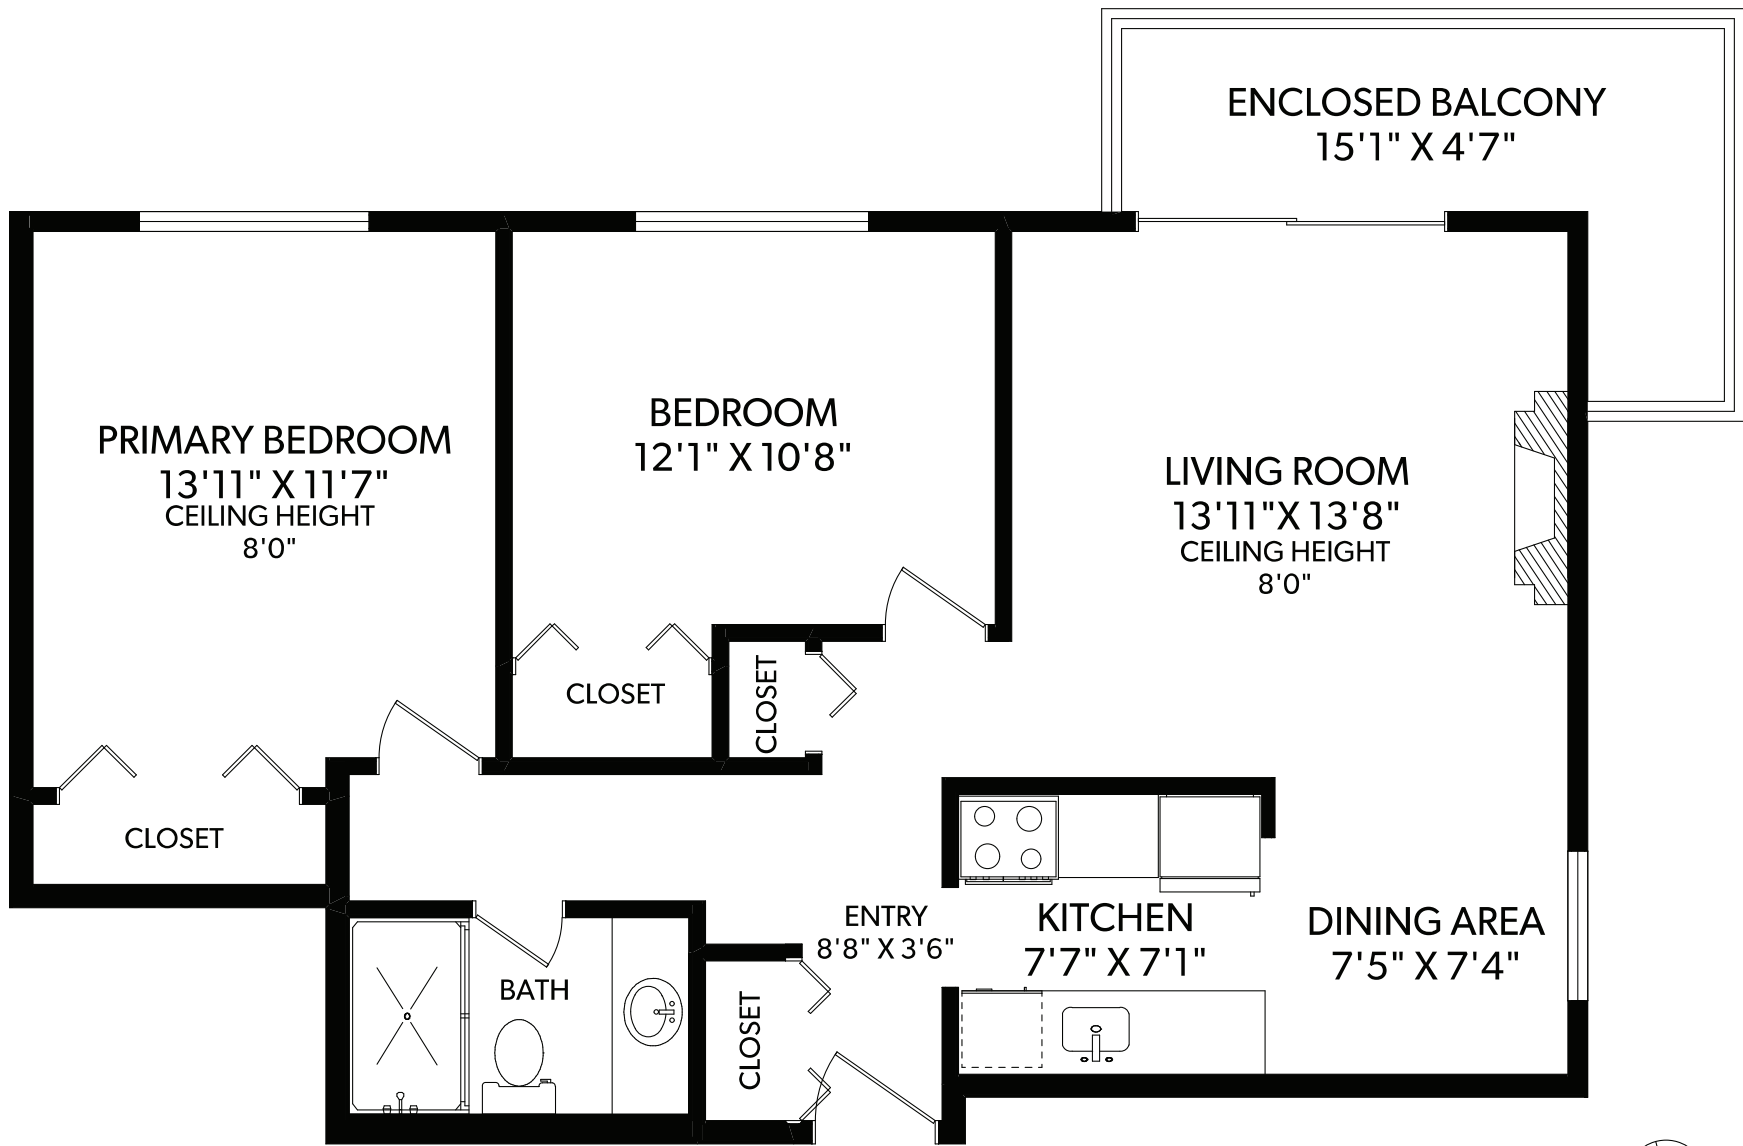 ENCLOSED BALCONY
15'1" X 4'7"
PRIMARY BEDROOM
13'11" X 11'7"
CEILING HEIGHT
8'0"
BEDROOM
12'1" X 10'8"
LIVING ROOM
13'11"X 13'8"
CEILING HEIGHT
8'0"
CLOSET
CLOSET
CLOSET
ENTRY
8'8" X 3'6"
KITCHEN
7'7" X 7'1"
DINING AREA
7'5" X 7'4"
BATH
CLOSET